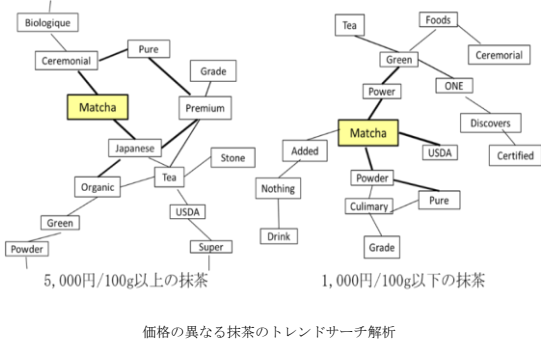 Biologique
Ceremonial
Pure
Grade
Matcha
Premium
Japanese
Stone
Tea
Organic
USDA
Green
Powder
Super
5,000円/100g以上の抹茶
Tea
Foods
Green
Ceremorial
Power
ONE
Matcha
Discovers
Added
USDA
Certified
Nothing
Powder
Pure
Culimary
Drink
Grade
1,000円/100g以下の抹茶
価格の異なる抹茶のトレンドサーチ解析